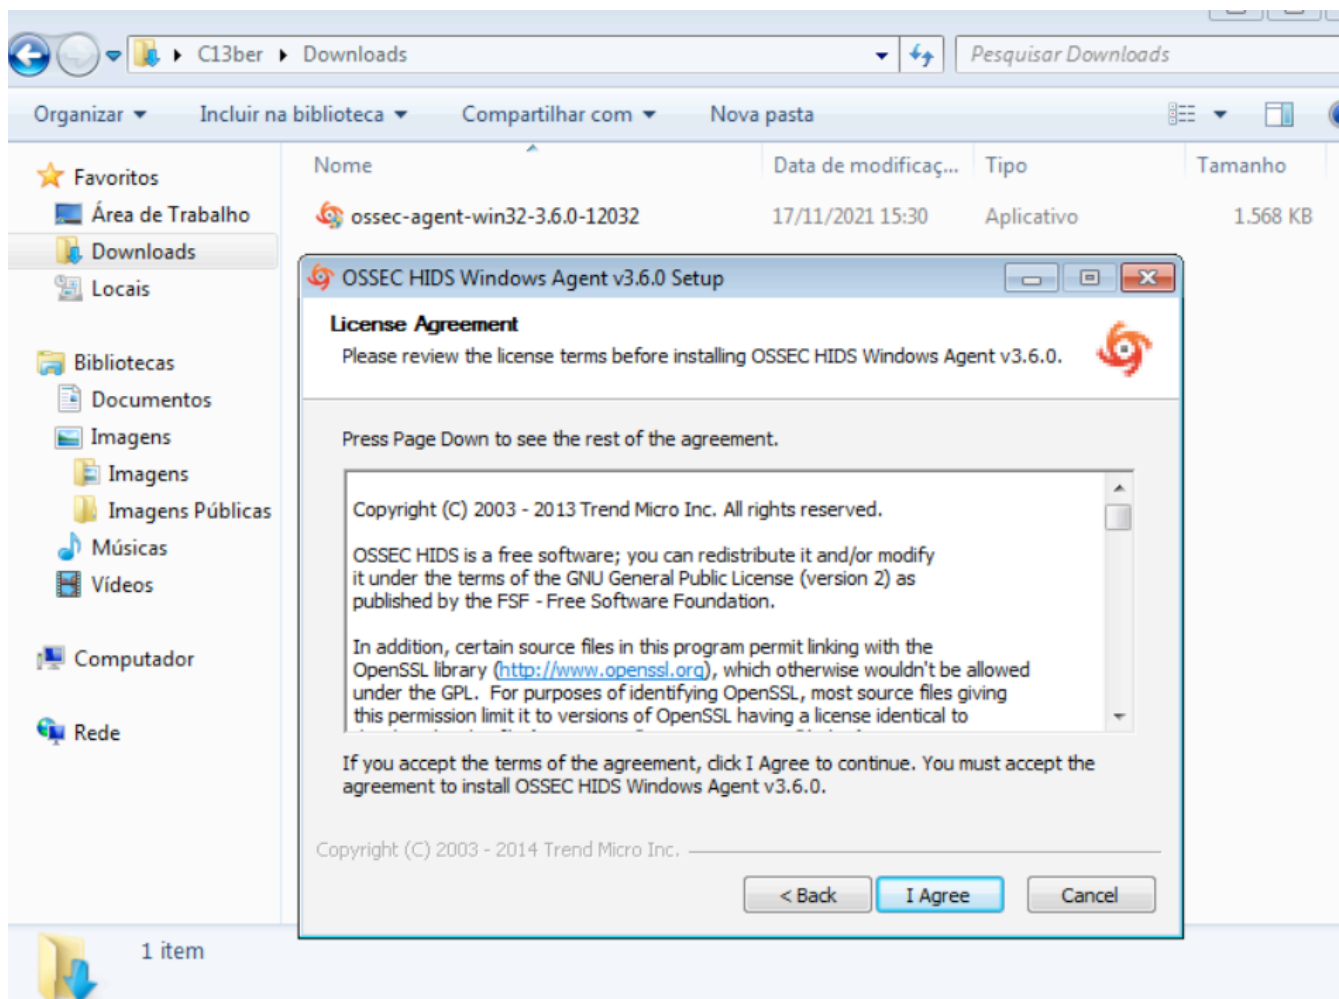 C13ber Downloads
Pesquisar Downloads
Organizar Incluir na biblioteca Compartilhar com Nova pasta
Favoritos
Área de Trabalho
Downloads
Locais
Bibliotecas
Documentos
Imagens
Imagens
Imagens Públicas
Músicas
Vídeos
Computador
Rede
Nome Data de modificaç... Tipo Tamanho
ossec-agent-win32-3.6.0-12032 17/11/2021 15:30 Aplicativo 1.568 KB
OSSEC HIDS Windows Agent v3.6.0 Setup
License Agreement
Please review the license terms before installing OSSEC HIDS Windows Agent v3.6.0.
Press Page Down to see the rest of the agreement.
Copyright (C) 2003 - 2013 Trend Micro Inc. All rights reserved.
OSSEC HIDS is a free software; you can redistribute it and/or modify
it under the terms of the GNU General Public License (version 2) as
published by the FSF - Free Software Foundation.
In addition, certain source files in this program permit linking with the
OpenSSL library (http://www.openssl.org), which otherwise wouldn't be allowed
under the GPL. For purposes of identifying OpenSSL, most source files giving
this permission limit it to versions of OpenSSL having a license identical to
If you accept the terms of the agreement, click I Agree to continue. You must accept the
agreement to install OSSEC HIDS Windows Agent v3.6.0.
Copyright (C) 2003 - 2014 Trend Micro Inc.
< Back I Agree Cancel
1 item